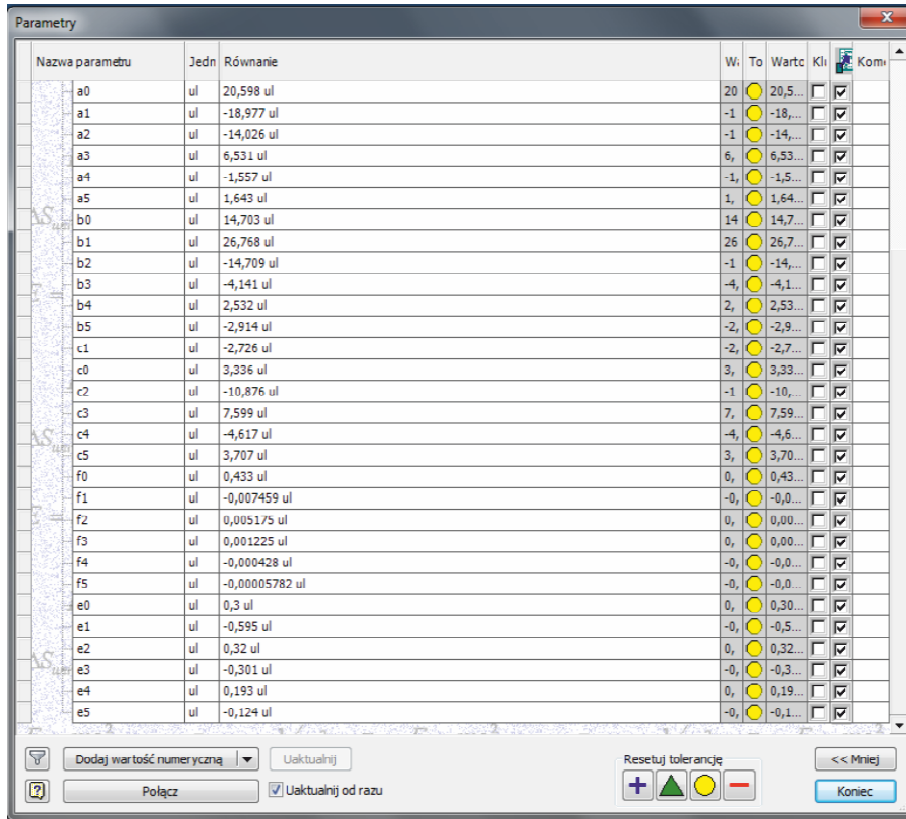 Parametry
Nazwa parametru Jedn Równanie To Wartc Komı
a0 ul 20,598 ul 20 20,5...
a1 ul -18,977 ul -1 -18,...
a2 ul -14,026 ul -1 -14,...
a3 ul 6,531 ul 6, 6,53...
a4 ul -1,557 ul -1, -1,5...
a5 ul 1,643 ul 1, 1,64...
b0 ul 14,703 ul 14 14,7...
b1 ul 26,768 ul 26 26,7...
b2 ul -14,709 ul -1 -14,...
b3 ul -4,141 ul -4, -4,1...
b4 ul 2,532 ul 2, 2,53...
b5 ul -2,914 ul -2, -2,9...
c1 ul -2,726 ul -2, -2,7...
c0 ul 3,336 ul 3, 3,33...
c2 ul -10,876 ul -1 -10,...
c3 ul 7,599 ul 7, 7,59...
c4 ul -4,617 ul -4, -4,6...
c5 ul 3,707 ul 3, 3,70...
f0 ul 0,433 ul 0, 0,43...
f1 ul -0,007459 ul -0, -0,0...
f2 ul 0,005175 ul 0, 0,00...
f3 ul 0,001225 ul 0, 0,00...
f4 ul -0,000428 ul -0, -0,0...
f5 ul -0,00005782 ul -0, -0,0...
e0 ul 0,3 ul 0, 0,30...
e1 ul -0,595 ul -0, -0,5...
e2 ul 0,32 ul 0, 0,32...
e3 ul -0,301 ul -0, -0,3...
e4 ul 0,193 ul 0, 0,19...
e5 ul -0,124 ul -0, -0,1...
Dodaj wartość numeryczną Uaktualnij Resetuj tolerancję << Mniej
Połącz Uaktualnij od razu Koniec